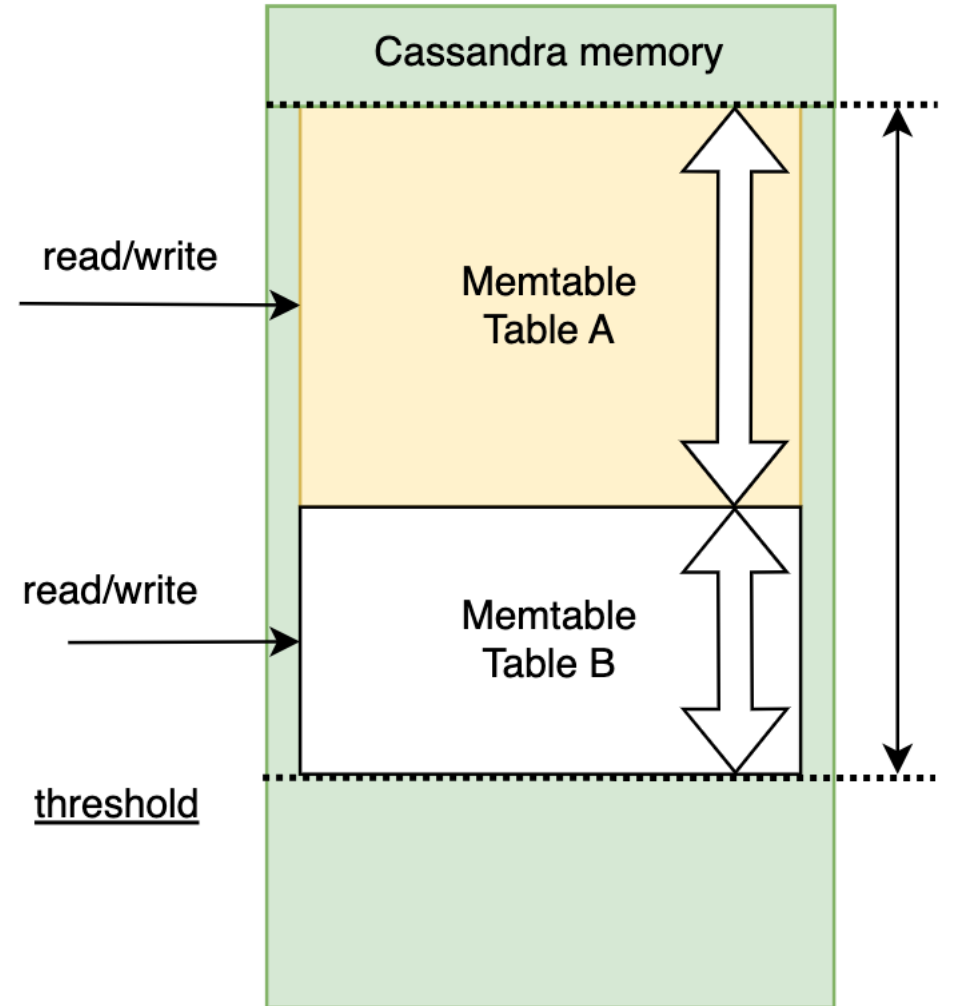 Cassandra memory
read/write
Memtable
Table A
read/write
Memtable
Table B
threshold